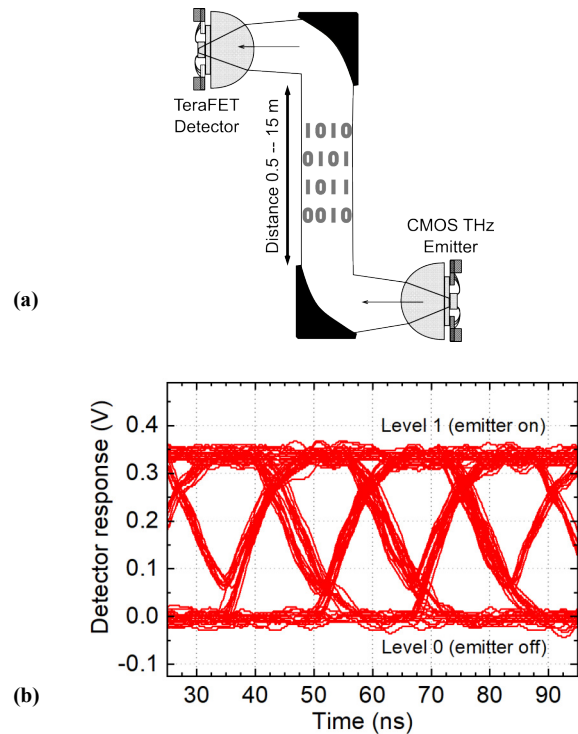 TeraFET
Detector
Distance 0.5 -- 15 m
1010
0101
1011
0010
CMOS THz
Emitter
(a)
Detector response (V)
0.4
0.3
0.2
0.1
0.0
-0.1
Level 1 (emitter on)
Level 0 (emitter off)
30 40 50 60 70 80 90
Time (ns)
(b)